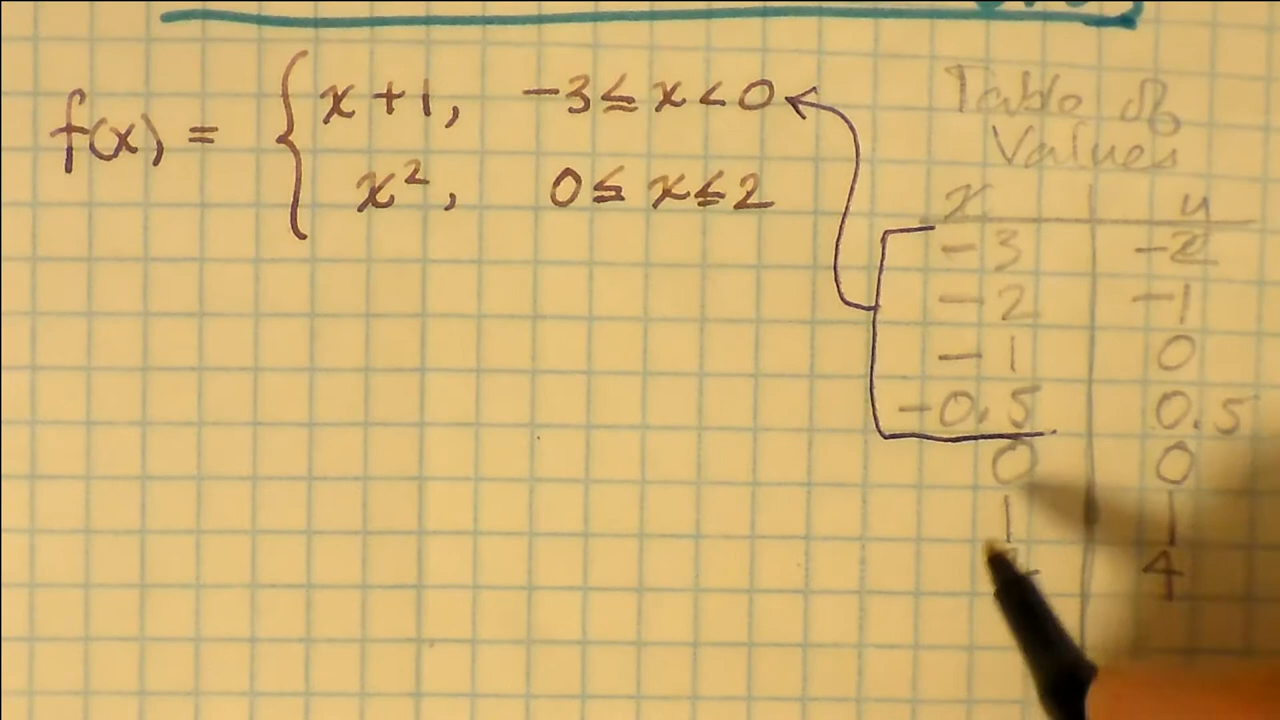 f(x) = { x + 1, -3 ≤ x < 0
x², 0 ≤ x ≤ 2
Table of
Values
x y
-3 -2
-2 -1
-1 0
-0.5 0.5
0 0
1 1
2 4